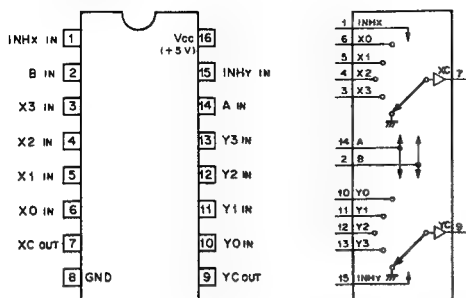 INHX IN 1
B IN 2
X3 IN 3
X2 IN 4
X1 IN 5
X0 IN 6
XC OUT 7
8 GND
Vcc 16
(+5V)
15 INHY IN
14 A IN
13 Y3 IN
12 Y2 IN
11 Y1 IN
10 Y0 IN
9 YC OUT
1 INHX
6 X0
5 X1
4 X2
3 X3
XC 7
14 A
2 B
10 Y0
11 Y1
12 Y2
13 Y3
YC 9
15 INHY